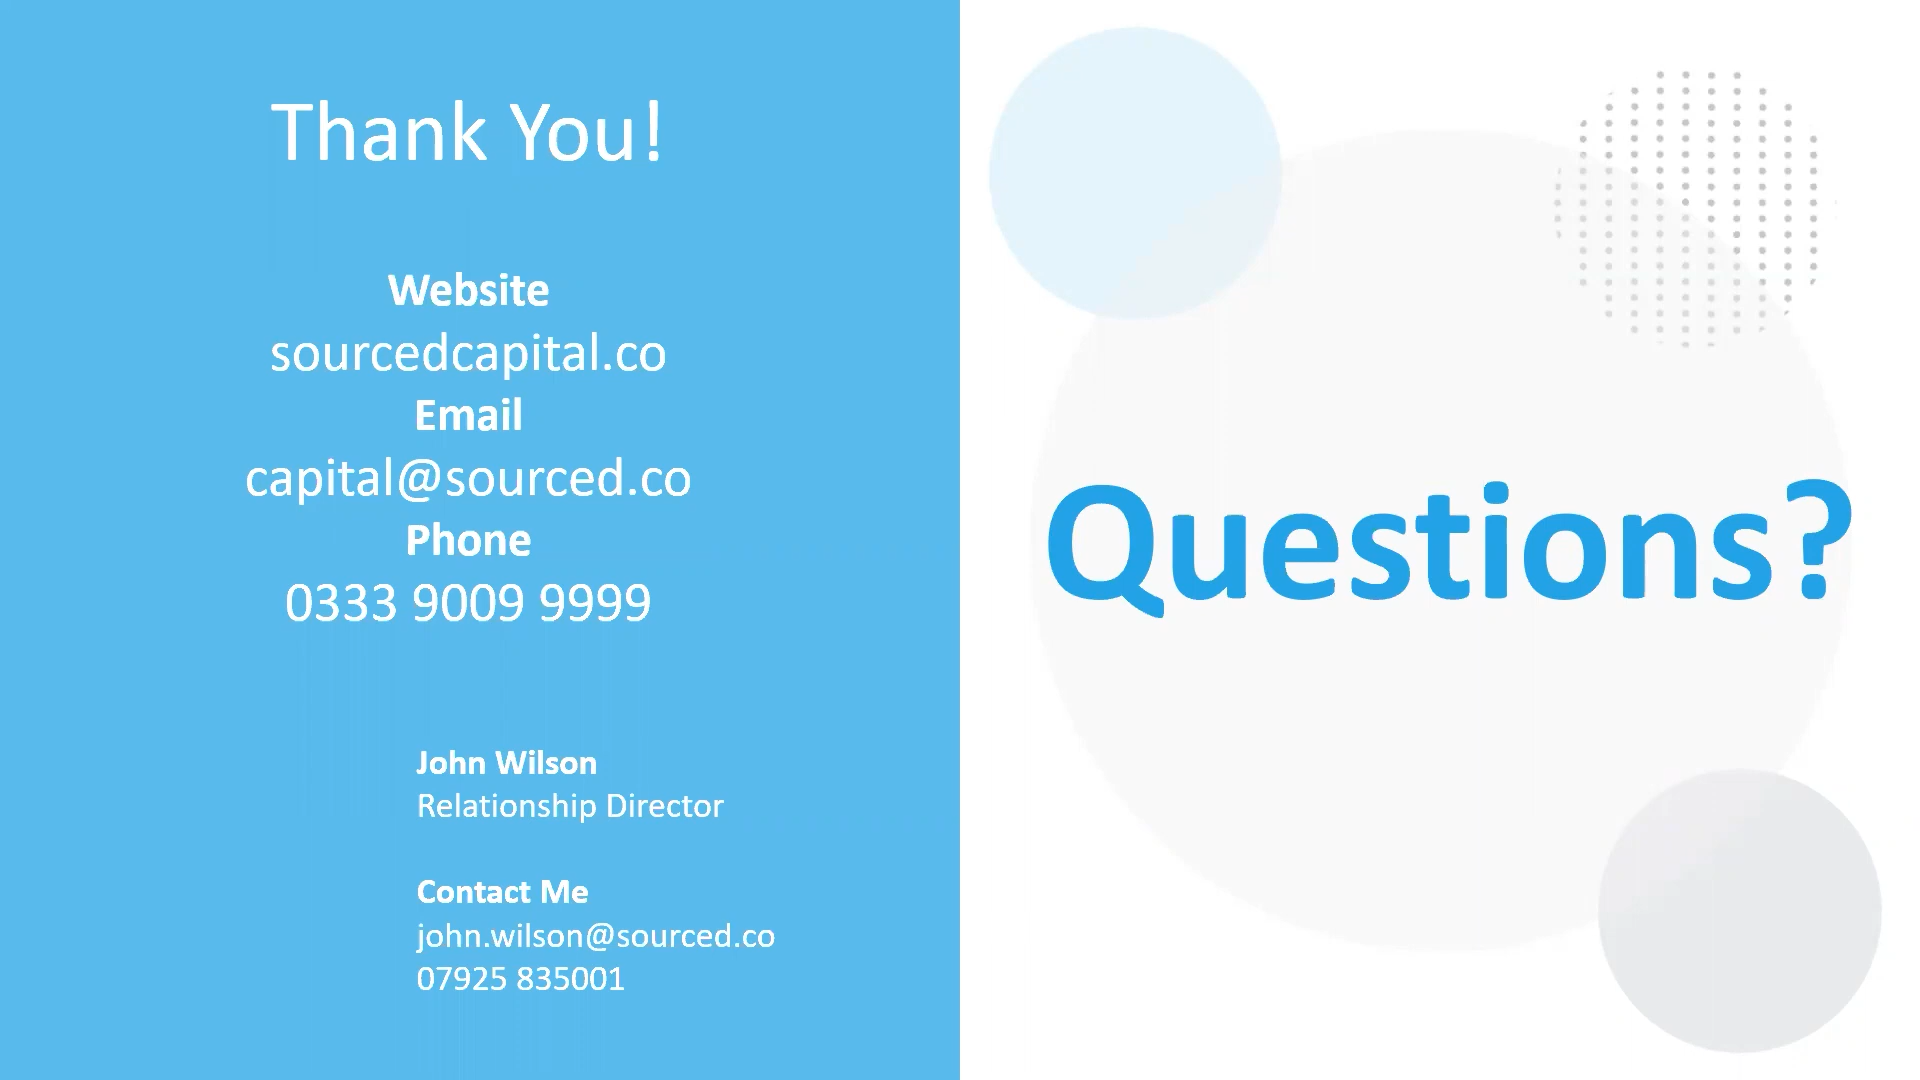 Thank You!
Website
sourcedcapital.co
Email
capital@sourced.co
Phone
0333 9009 9999
John Wilson
Relationship Director
Contact Me
john.wilson@sourced.co
07925 835001
Questions?